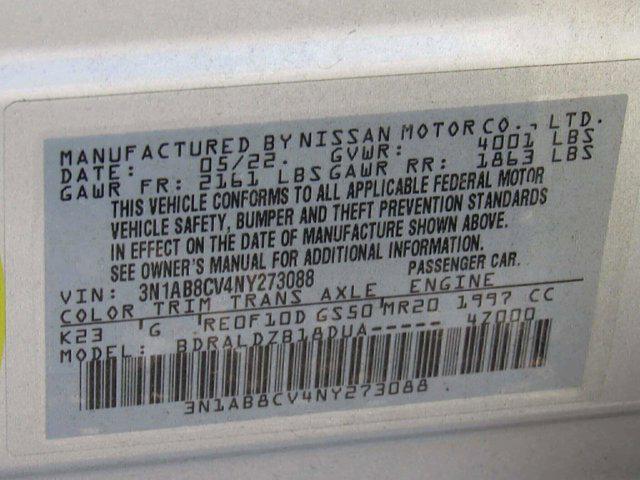 MANUFACTURED BY NISSAN MOTOR CO., LTD.
DATE: 05/22. GVWR: 4001 LBS
GAWR FR: 2161 LBS GAWR RR: 1863 LBS
THIS VEHICLE CONFORMS TO ALL APPLICABLE FEDERAL MOTOR
VEHICLE SAFETY, BUMPER AND THEFT PREVENTION STANDARDS
IN EFFECT ON THE DATE OF MANUFACTURE SHOWN ABOVE.
SEE OWNER'S MANUAL FOR ADDITIONAL INFORMATION.
VIN: 3N1AB8CV4NY273088 PASSENGER CAR.
COLOR TRIM TRANS AXLE ENGINE
K23 G RE0F10D GS50 MR20 1997 CC
MODEL: BDRALDZB18DUA----- 47000
3N1AB8CV4NY273088